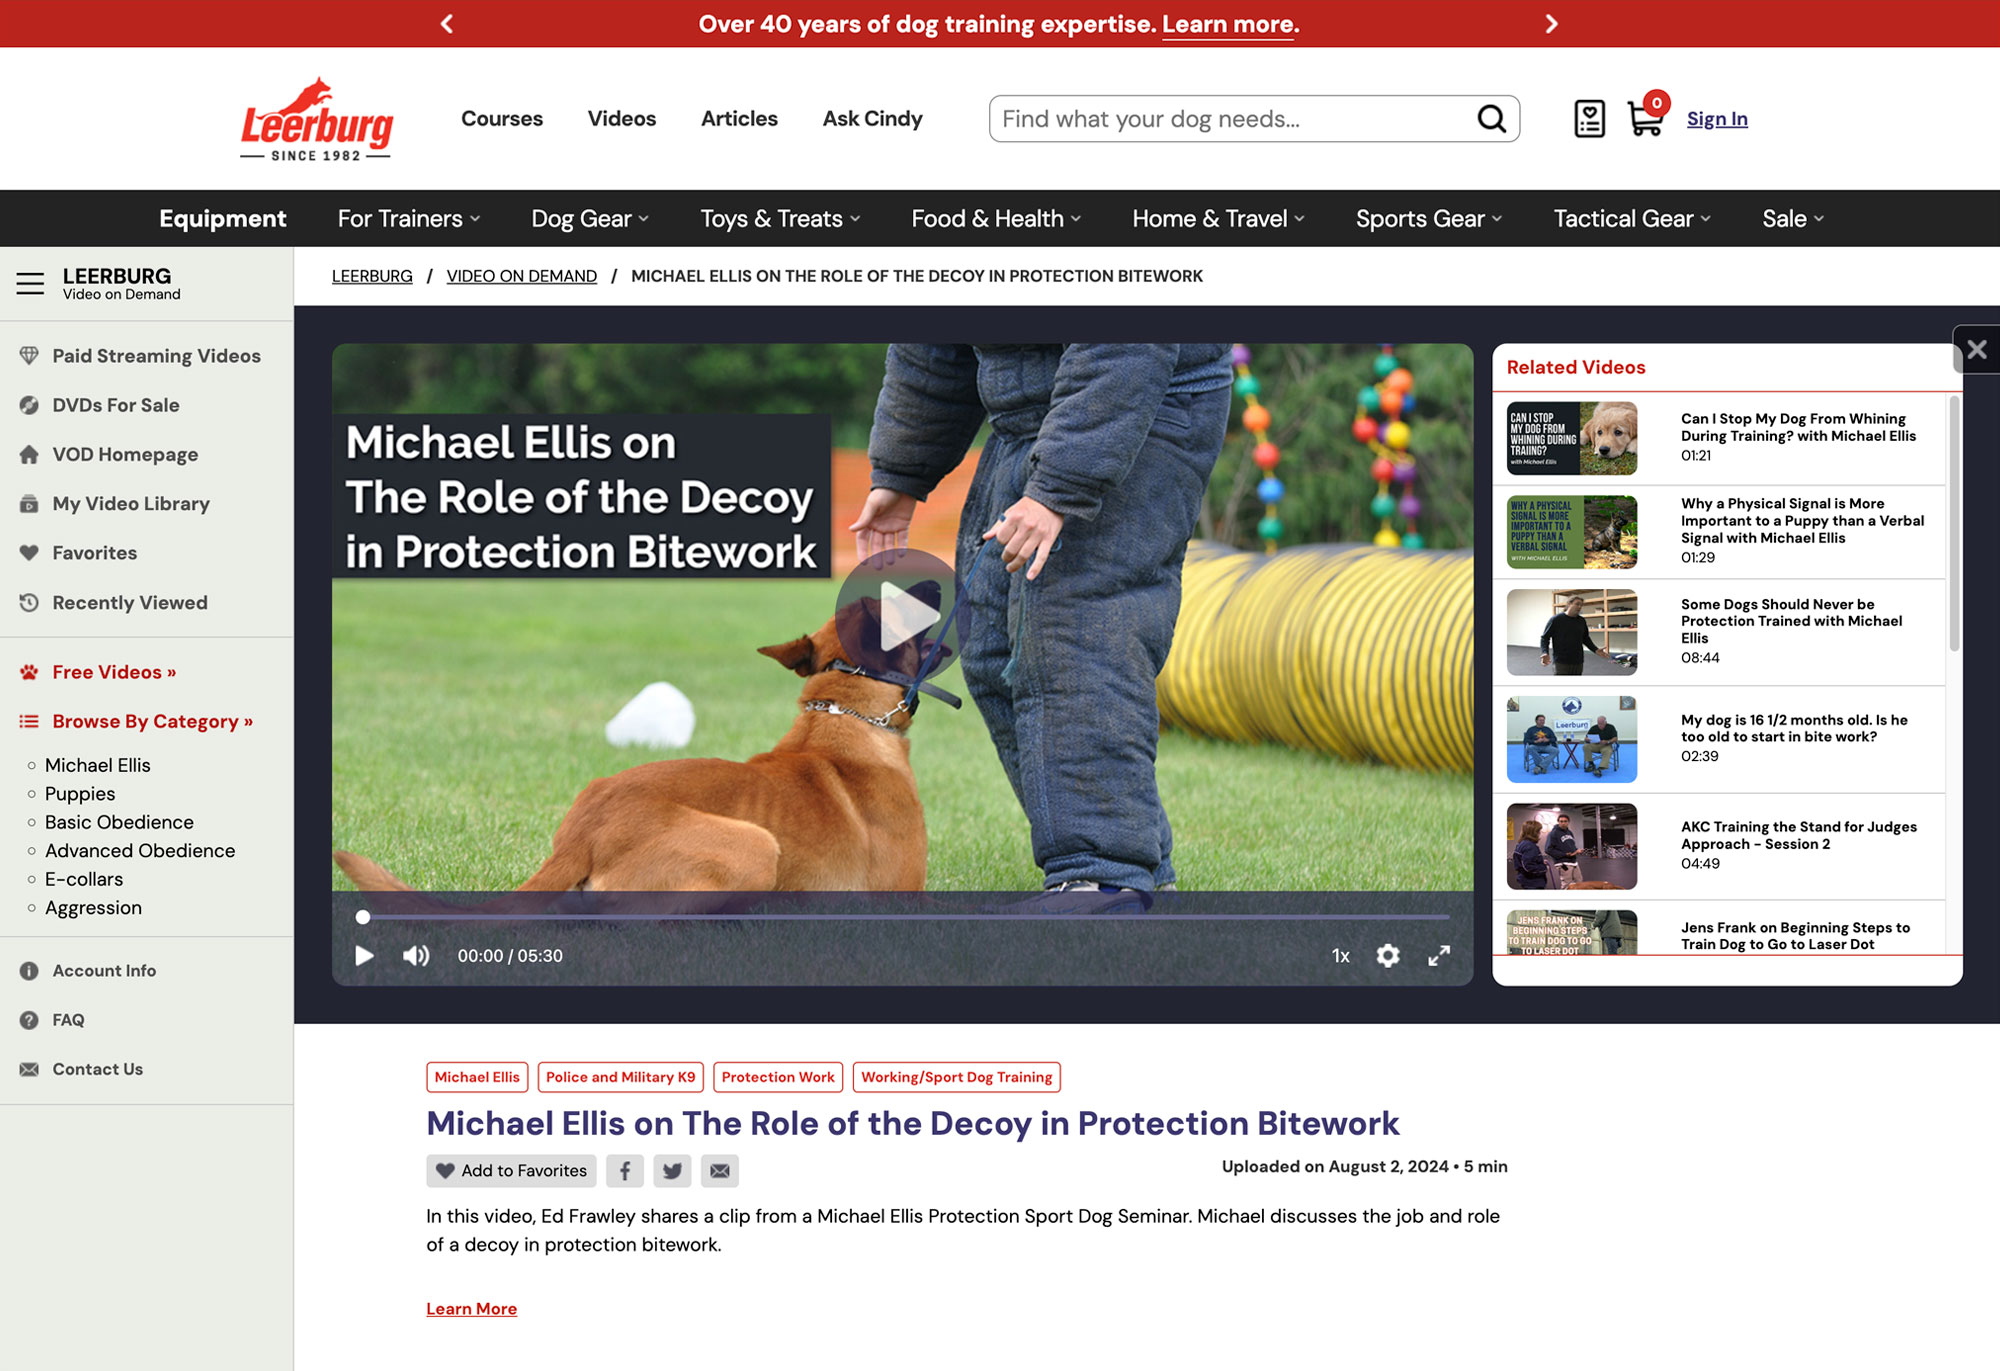 Over 40 years of dog training expertise. Learn more.
Leerburg
SINCE 1982
Courses
Videos
Articles
Ask Cindy
Find what your dog needs...
0
Sign In
Equipment
For Trainers
Dog Gear
Toys & Treats
Food & Health
Home & Travel
Sports Gear
Tactical Gear
Sale
LEERBURG
Video on Demand
Paid Streaming Videos
DVDs For Sale
VOD Homepage
My Video Library
Favorites
Recently Viewed
Free Videos »
Browse By Category »
Michael Ellis
Puppies
Basic Obedience
Advanced Obedience
E-collars
Aggression
Account Info
FAQ
Contact Us
LEERBURG / VIDEO ON DEMAND / MICHAEL ELLIS ON THE ROLE OF THE DECOY IN PROTECTION BITEWORK
Michael Ellis on
The Role of the Decoy
in Protection Bitework
00:00 / 05:30
1x
Related Videos
CAN I STOP
MY DOG FROM
WHINING DURING
TRAIING?
with Michael Ellis
Can I Stop My Dog From Whining
During Training? with Michael Ellis
01:21
WHY A PHYSICAL
SIGNAL IS MORE
IMPORTANT TO A
PUPPY THAN A
VERBAL SIGNAL
WITH MICHAEL ELLIS
Why a Physical Signal is More
Important to a Puppy than a Verbal
Signal with Michael Ellis
01:29
Some Dogs Should Never be
Protection Trained with Michael
Ellis
08:44
Leerburg
My dog is 16 1/2 months old. Is he
too old to start in bite work?
02:39
AKC Training the Stand for Judges
Approach - Session 2
04:49
JENS FRANK ON
BEGINNING STEPS
TO TRAIN DOG TO GO
TO LASER DOT
Jens Frank on Beginning Steps to
Train Dog to Go to Laser Dot
Michael Ellis
Police and Military K9
Protection Work
Working/Sport Dog Training
Michael Ellis on The Role of the Decoy in Protection Bitework
Add to Favorites
Uploaded on August 2, 2024 • 5 min
In this video, Ed Frawley shares a clip from a Michael Ellis Protection Sport Dog Seminar. Michael discusses the job and role
of a decoy in protection bitework.
Learn More